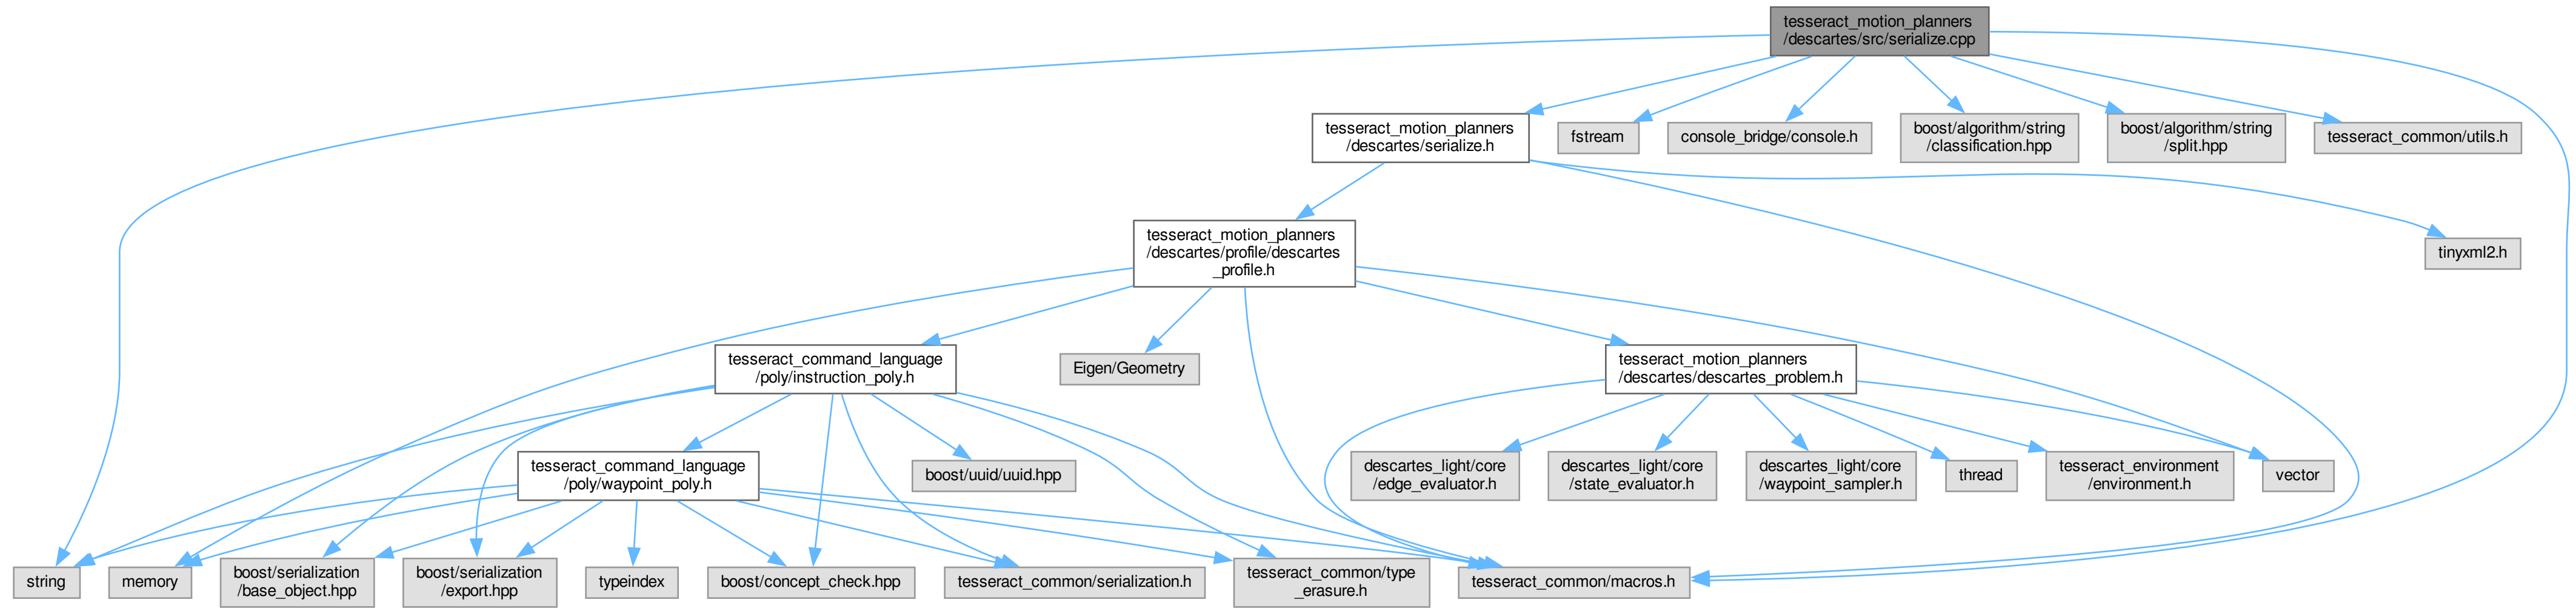 tesseract_motion_planners
/descartes/src/serialize.cpp
tesseract_motion_planners
/descartes/serialize.h
fstream
console_bridge/console.h
boost/algorithm/string
/classification.hpp
boost/algorithm/string
/split.hpp
tesseract_common/utils.h
tesseract_motion_planners
/descartes/profile/descartes
_profile.h
tinyxml2.h
tesseract_command_language
/poly/instruction_poly.h
Eigen/Geometry
tesseract_motion_planners
/descartes/descartes_problem.h
tesseract_command_language
/poly/waypoint_poly.h
boost/uuid/uuid.hpp
descartes_light/core
/edge_evaluator.h
descartes_light/core
/state_evaluator.h
descartes_light/core
/waypoint_sampler.h
thread
tesseract_environment
/environment.h
vector
string
memory
boost/serialization
/base_object.hpp
boost/serialization
/export.hpp
typeindex
boost/concept_check.hpp
tesseract_common/serialization.h
tesseract_common/type
_erasure.h
tesseract_common/macros.h